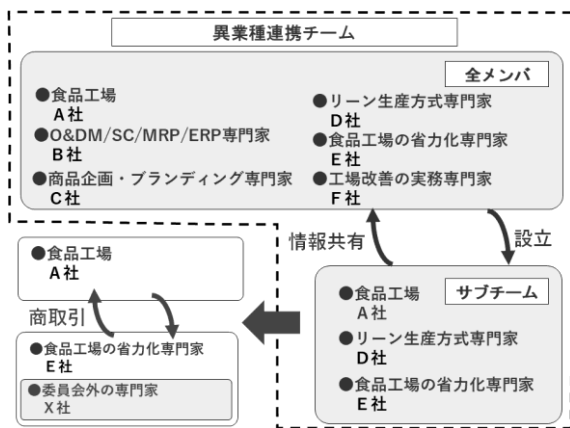 異業種連携チーム
全メンバ
●食品工場
A社
●O&DM/SC/MRP/ERP専門家
B社
●商品企画・ブランディング専門家
C社
●リーン生産方式専門家
D社
●食品工場の省力化専門家
E社
●工場改善の実務専門家
F社
情報共有
設立
サブチーム
●食品工場
A社
●リーン生産方式専門家
D社
●食品工場の省力化専門家
E社
●食品工場
A社
商取引
●食品工場の省力化専門家
E社
●委員会外の専門家
X社